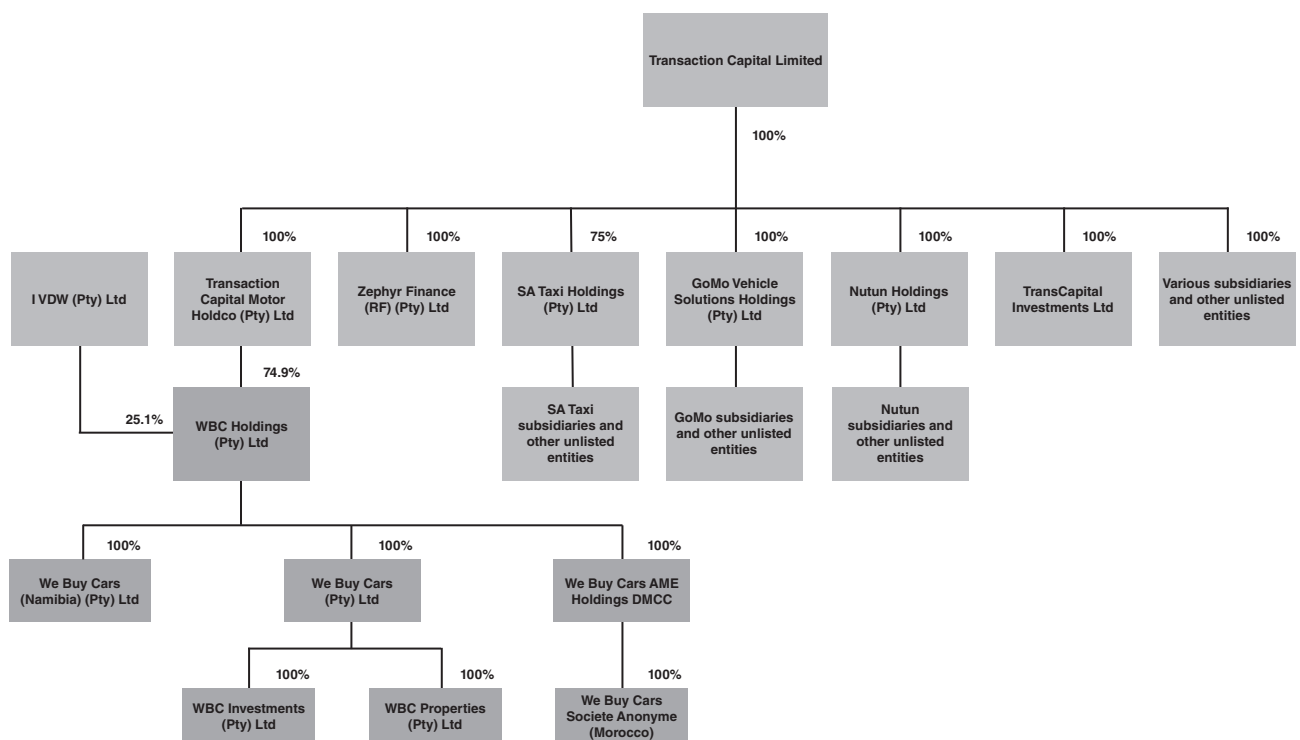 Transaction Capital Limited
100%
100%
100%
75%
100%
100%
100%
100%
I VDW (Pty) Ltd
Transaction
Capital Motor
Holdco (Pty) Ltd
Zephyr Finance
(RF) (Pty) Ltd
SA Taxi Holdings
(Pty) Ltd
GoMo Vehicle
Solutions Holdings
(Pty) Ltd
Nutun Holdings
(Pty) Ltd
TransCapital
Investments Ltd
Various subsidiaries
and other unlisted
entities
74.9%
25.1%
WBC Holdings
(Pty) Ltd
SA Taxi
subsidiaries and
other unlisted
entities
GoMo subsidiaries
and other unlisted
entities
Nutun
subsidiaries and
other unlisted
entities
100%
100%
100%
We Buy Cars
(Namibia) (Pty) Ltd
We Buy Cars
(Pty) Ltd
We Buy Cars AME
Holdings DMCC
100%
100%
100%
WBC Investments
(Pty) Ltd
WBC Properties
(Pty) Ltd
We Buy Cars
Societe Anonyme
(Morocco)